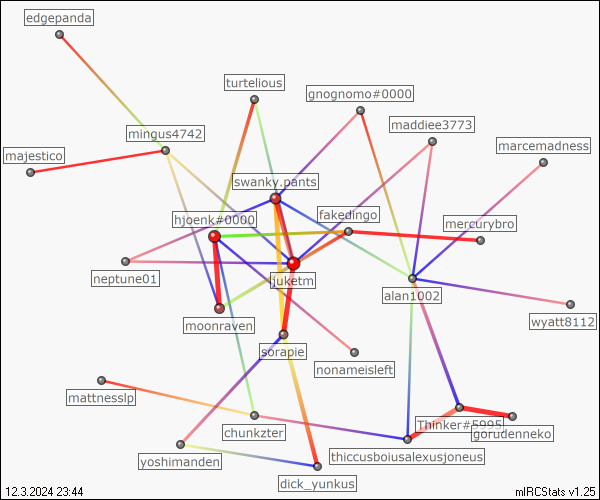 edgepanda
turtelious
gnognomo#0000
maddiee3773
mingus4742
marcemadness
majestico
swanky.pants
hjoenk#0000
fakedingo
mercurybro
neptune01
ljuketm
alan1002
moonraven
wyatt8112
sorapie
nonameisleft
mattnesslp
Thinker#5995
gorudenneko
chunkzter
thiccusboiusalexusjoneus
yoshimanden
dick_yunkus
12.3.2024 23:44
mIRCStats v1.25